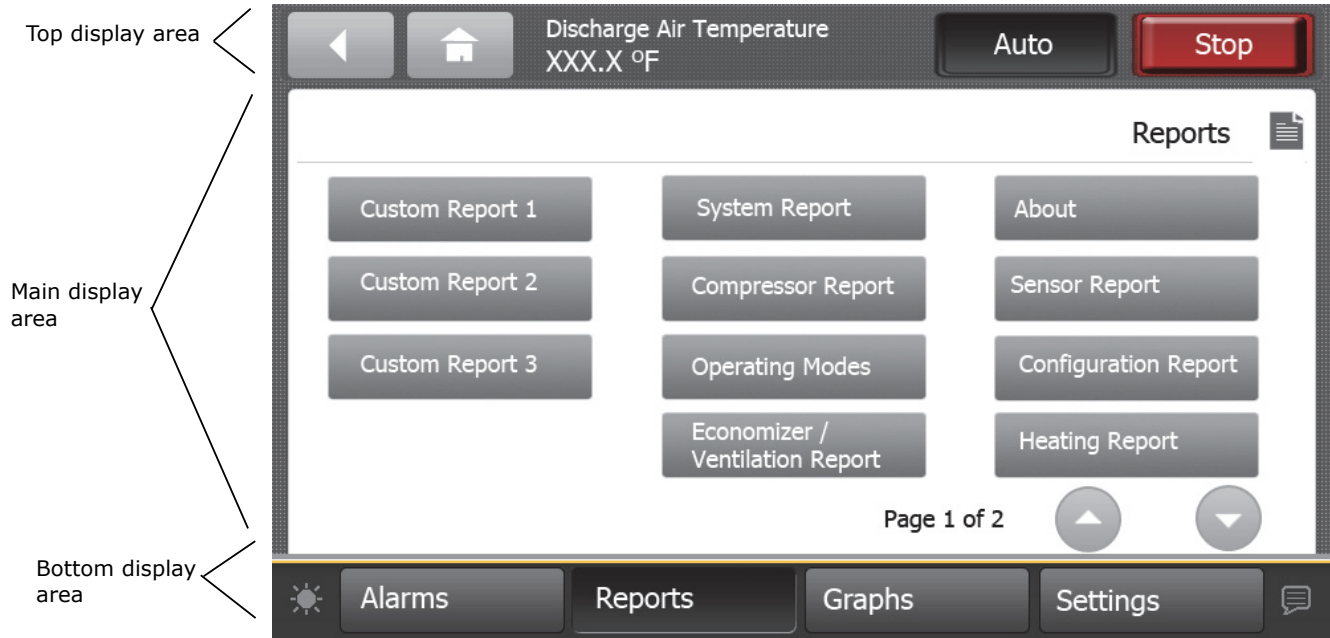 Top display area
Discharge Air Temperature
XXX.X °F
Auto
Stop
Main display
area
Reports
Custom Report 1
System Report
About
Custom Report 2
Compressor Report
Sensor Report
Custom Report 3
Operating Modes
Configuration Report
Economizer /
Ventilation Report
Heating Report
Page 1 of 2
Bottom display
area
Alarms
Reports
Graphs
Settings